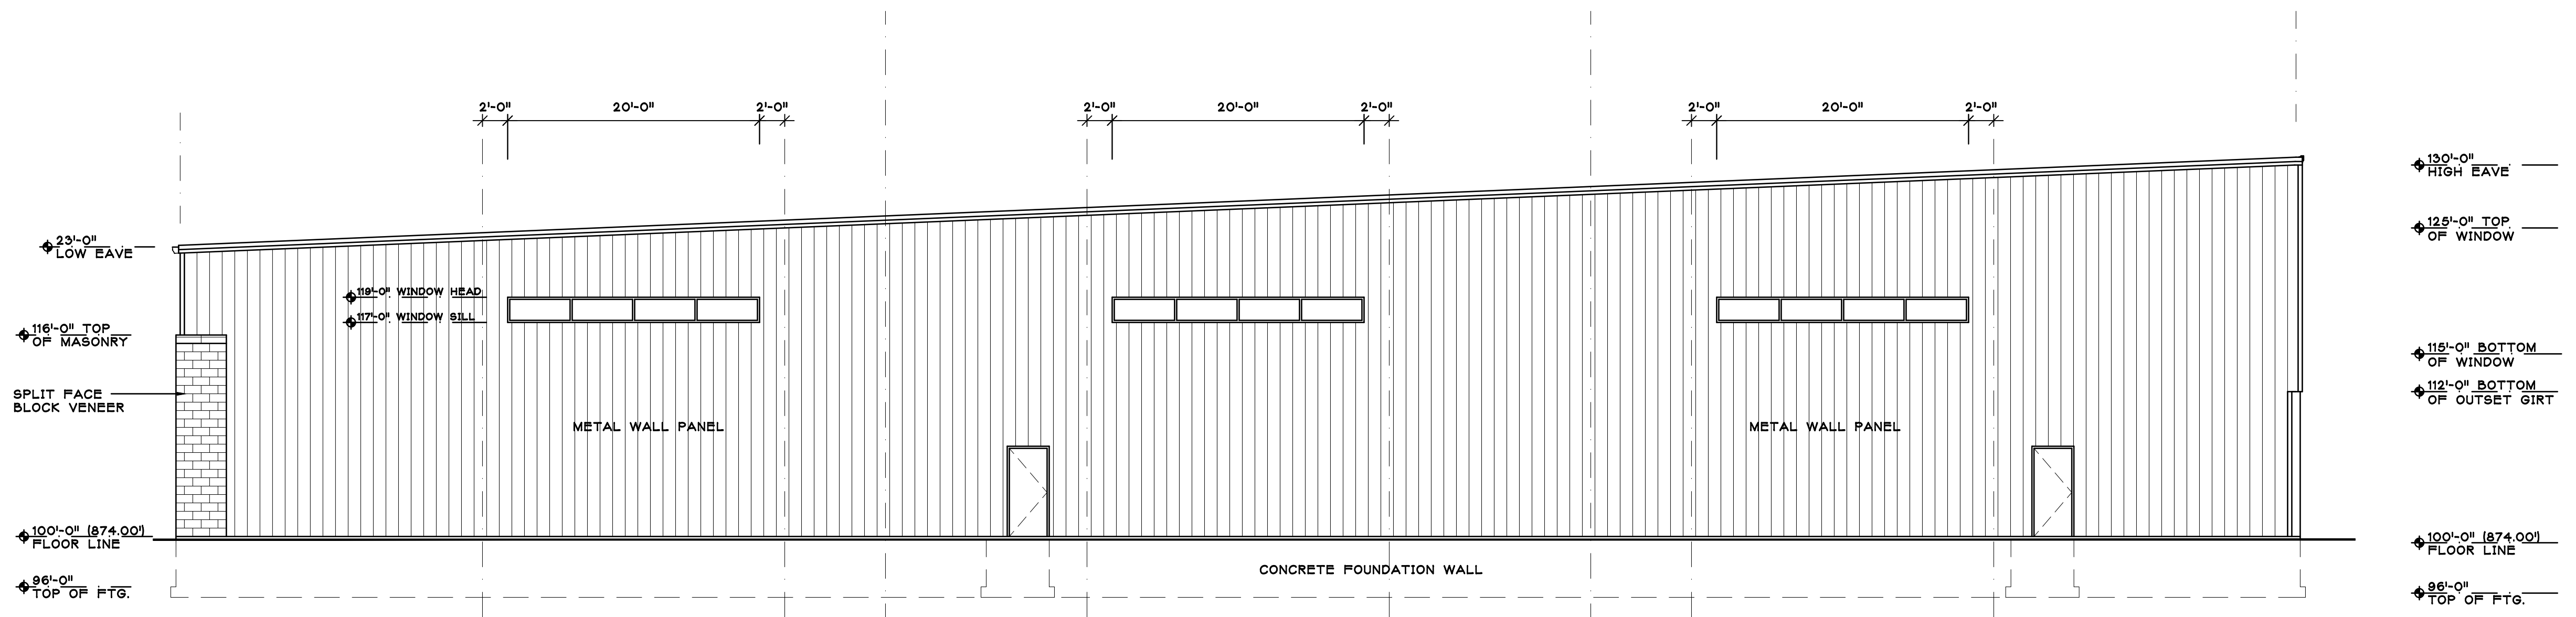 2'-0" 20'-0" 2'-0"
2'-0" 20'-0" 2'-0"
2'-0" 20'-0" 2'-0"
23'-0"
LOW EAVE
119'-0" WINDOW HEAD
117'-0" WINDOW SILL
116'-0" TOP
OF MASONRY
SPLIT FACE
BLOCK VENEER
METAL WALL PANEL
METAL WALL PANEL
100'-0" (874.00')
FLOOR LINE
96'-0"
TOP OF FTG.
CONCRETE FOUNDATION WALL
130'-0"
HIGH EAVE
125'-0" TOP
OF WINDOW
115'-0" BOTTOM
OF WINDOW
112'-0" BOTTOM
OF OUTSET GIRT
100'-0" (874.00')
FLOOR LINE
96'-0"
TOP OF FTG.